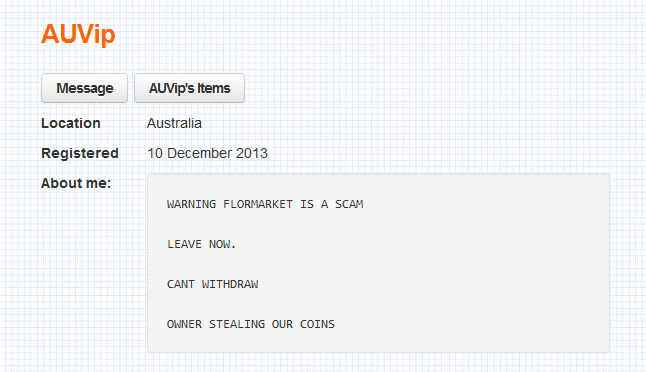 AUVip
Message AUVip's Items
Location Australia
Registered 10 December 2013
About me:
WARNING FLORMARKET IS A SCAM
LEAVE NOW.
CANT WITHDRAW
OWNER STEALING OUR COINS